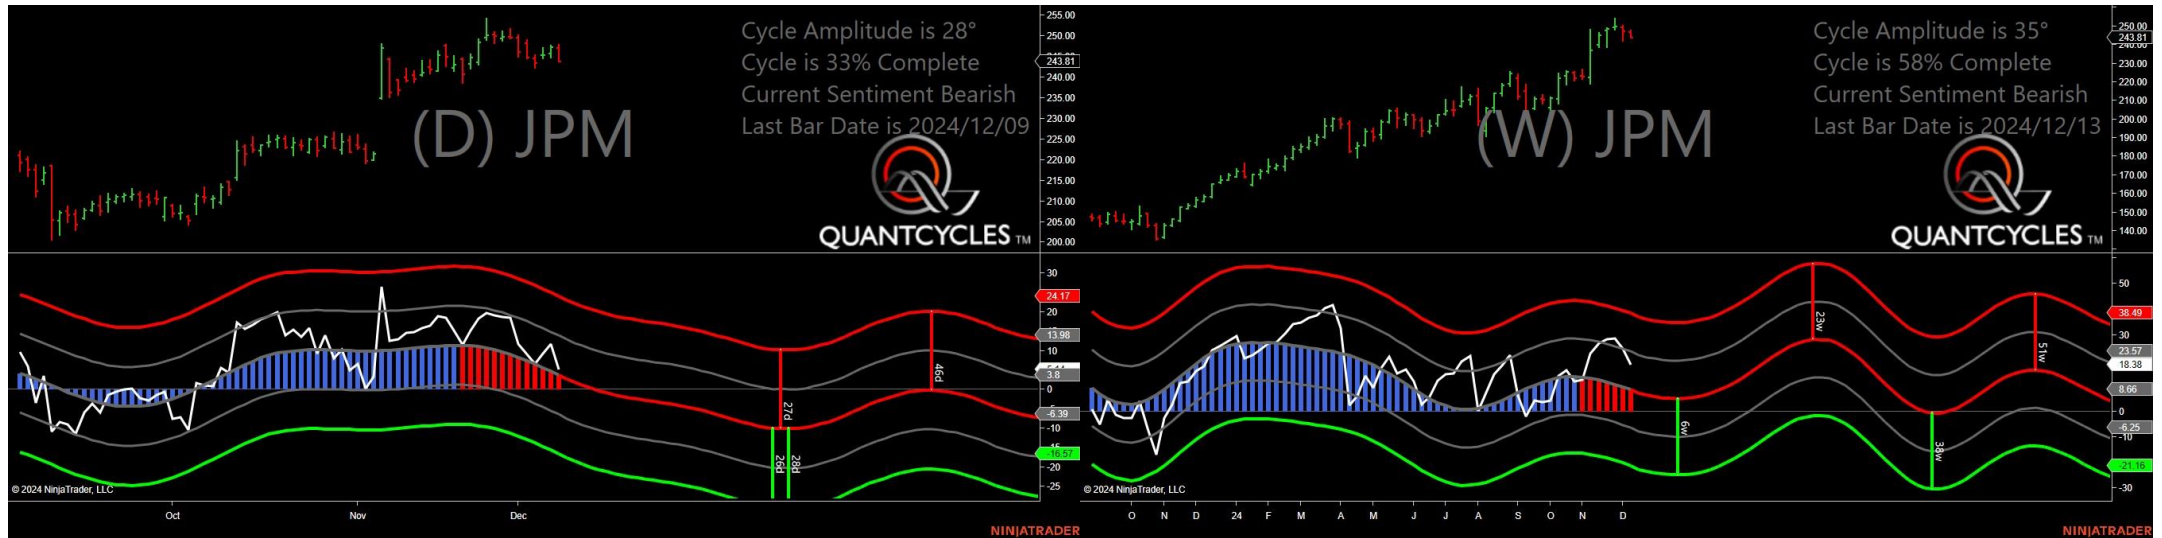 Cycle Amplitude is 28°
Cycle is 33% Complete
Current Sentiment Bearish
Last Bar Date is 2024/12/09
(D) JPM
QUANTCYCLES TM
255.00
250.00
243.81
240.00
235.00
230.00
225.00
220.00
215.00
210.00
205.00
200.00
30
24.17
20
13.98
10
3.8
0
-6.39
-10
-16.57
-20
-25
27d
26d
28d
46d
© 2024 NinjaTrader, LLC
Oct
Nov
Dec
NINJATRADER
Cycle Amplitude is 35°
Cycle is 58% Complete
Current Sentiment Bearish
Last Bar Date is 2024/12/13
(W) JPM
QUANTCYCLES TM
250.00
243.81
240.00
230.00
220.00
210.00
200.00
190.00
180.00
170.00
160.00
150.00
140.00
50
38.49
30
23.57
18.38
8.66
0
-6.25
-10
-21.16
-30
6w
23w
38w
51w
© 2024 NinjaTrader, LLC
O
N
D
24
F
M
A
M
J
J
A
S
O
N
D
NINJATRADER